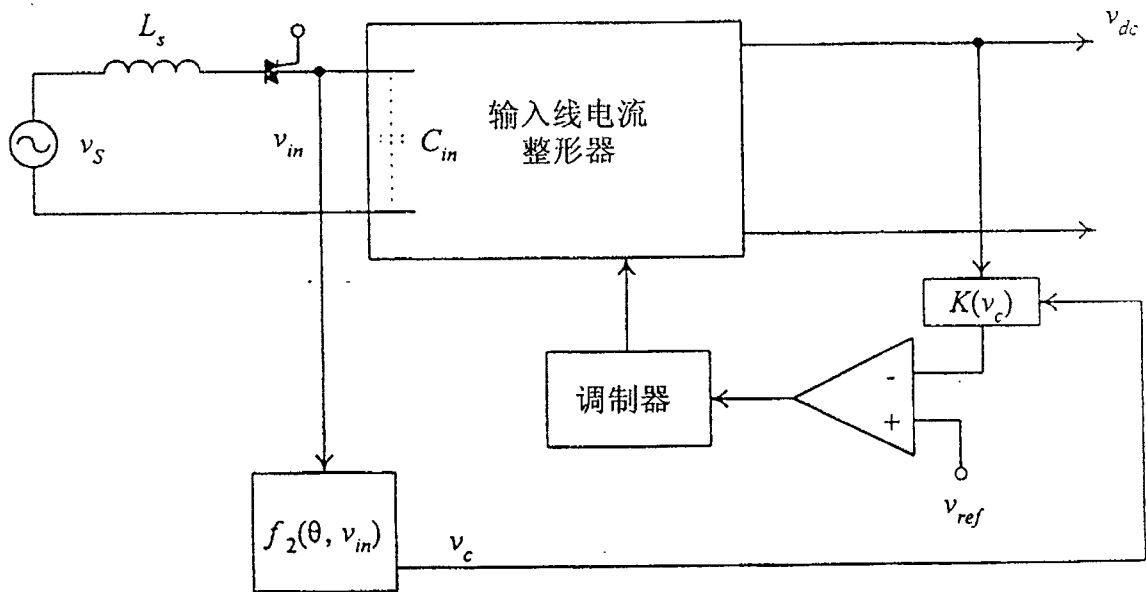 L_s
v_dc
v_S
v_in
C_in
输入线电流
整形器
K(v_c)
调制器
-
+
v_ref
f_2(θ, v_in)
v_c